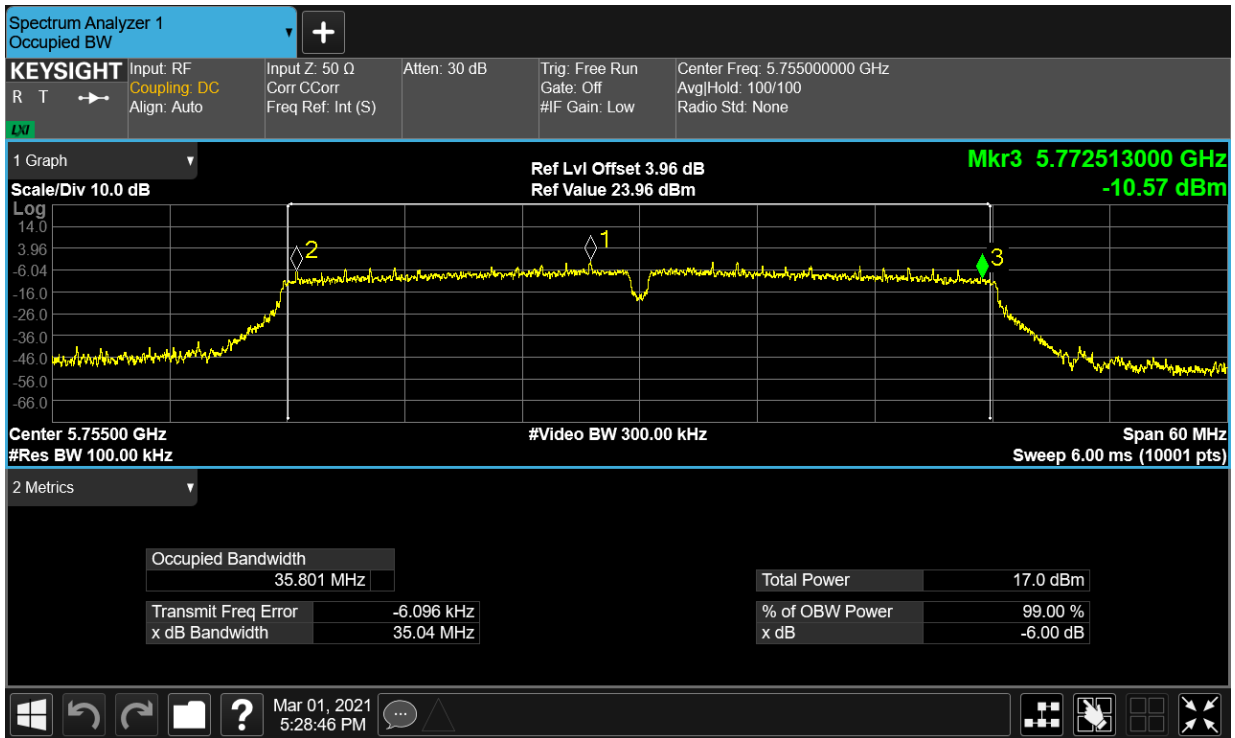 Spectrum Analyzer 1
Occupied BW
KEYSIGHT
R T
LXI
Input: RF
Coupling: DC
Align: Auto
Input Z: 50 Ω
Corr CCorr
Freq Ref: Int (S)
Atten: 30 dB
Trig: Free Run
Gate: Off
#IF Gain: Low
Center Freq: 5.755000000 GHz
Avg|Hold: 100/100
Radio Std: None
1 Graph
Scale/Div 10.0 dB
Ref Lvl Offset 3.96 dB
Ref Value 23.96 dBm
Mkr3 5.772513000 GHz
-10.57 dBm
Log
14.0
3.96
-6.04
-16.0
-26.0
-36.0
-46.0
-56.0
-66.0
2
1
3
Center 5.75500 GHz
#Res BW 100.00 kHz
#Video BW 300.00 kHz
Span 60 MHz
Sweep 6.00 ms (10001 pts)
2 Metrics
Occupied Bandwidth
35.801 MHz
Transmit Freq Error -6.096 kHz
x dB Bandwidth 35.04 MHz
Total Power 17.0 dBm
% of OBW Power 99.00 %
x dB -6.00 dB
?
Mar 01, 2021
5:28:46 PM